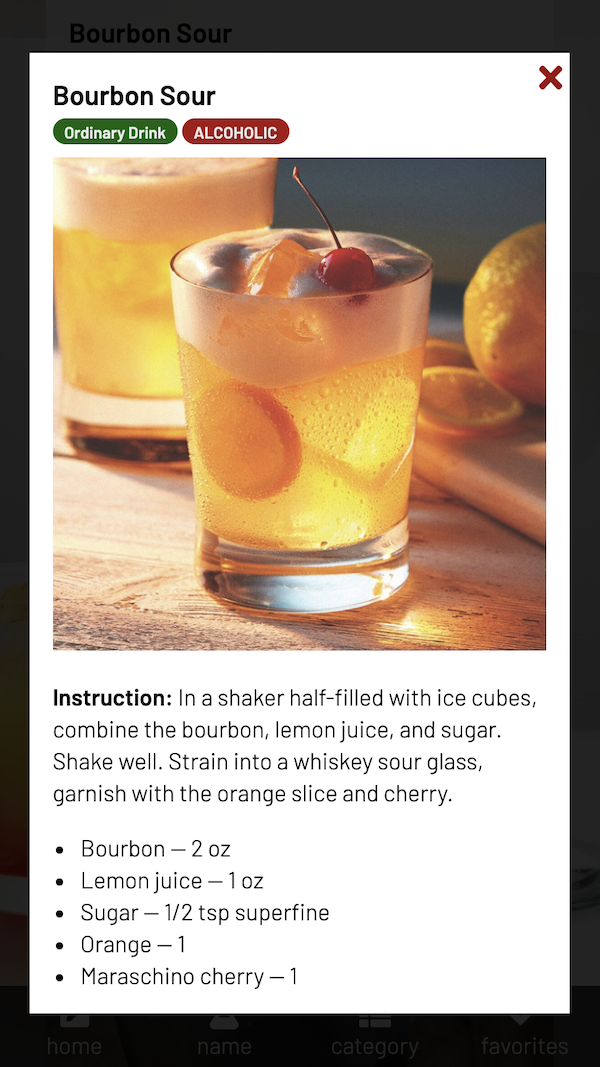 Bourbon Sour
Bourbon Sour
Ordinary Drink ALCOHOLIC
Instruction: In a shaker half-filled with ice cubes,
combine the bourbon, lemon juice, and sugar.
Shake well. Strain into a whiskey sour glass,
garnish with the orange slice and cherry.
• Bourbon — 2 oz
• Lemon juice — 1 oz
• Sugar — 1/2 tsp superfine
• Orange — 1
• Maraschino cherry — 1
home name category favorites